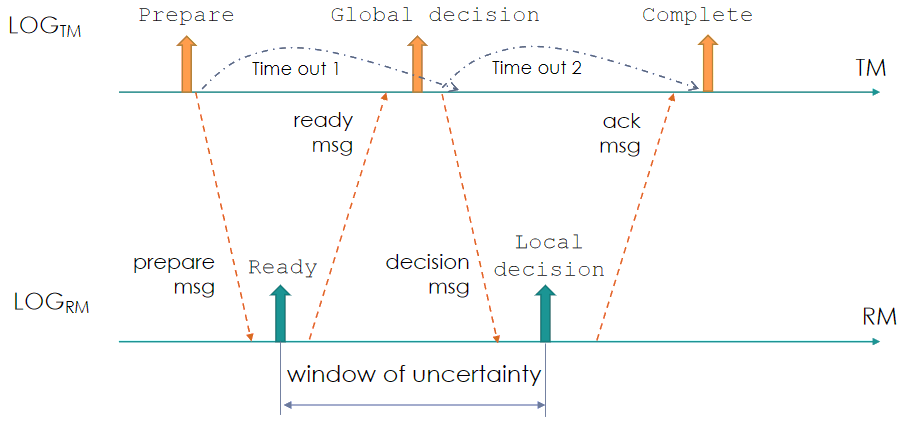 Prepare
Global decision
Complete
LOGTM
Time out 1
Time out 2
TM
ready
msg
ack
msg
prepare
msg
Ready
decision
msg
Local
decision
LOGRM
RM
window of uncertainty